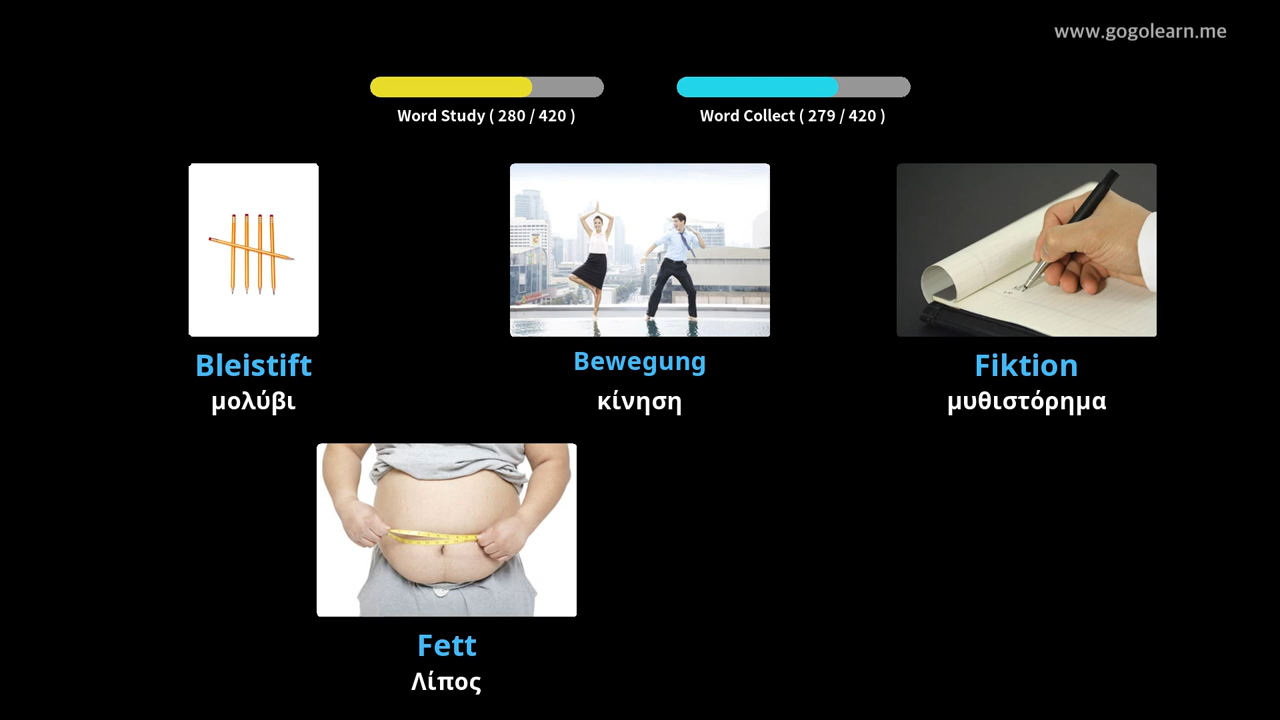 www.gogolearn.me
Word Study ( 280 / 420 )
Word Collect ( 279 / 420 )
Bleistift
μολύβι
Bewegung
κίνηση
Fiktion
μυθιστόρημα
Fett
Λίπος